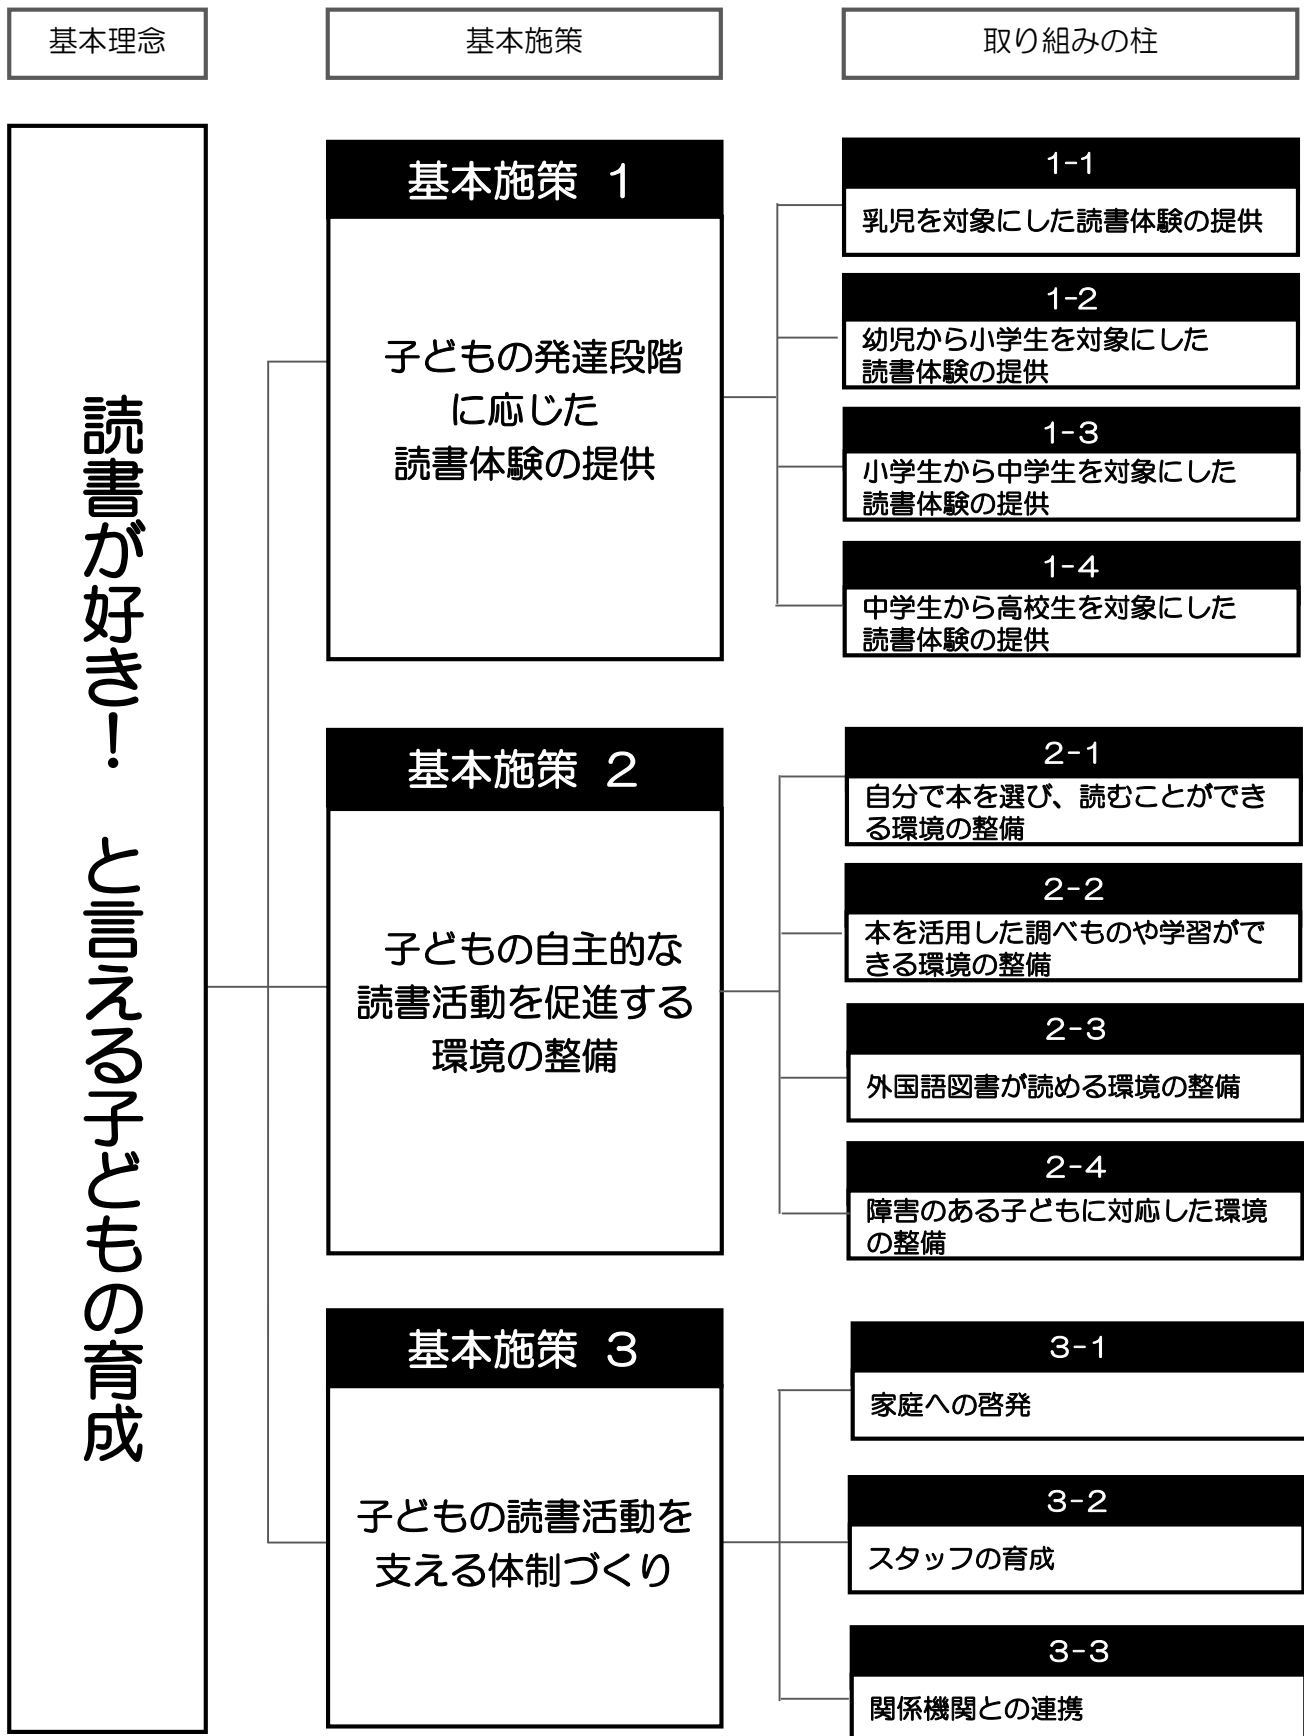 基本理念
基本施策
取り組みの柱
読書が好き！　と言える子どもの育成
基本施策 1
子どもの発達段階
に応じた
読書体験の提供
1-1
乳児を対象にした読書体験の提供
1-2
幼児から小学生を対象にした
読書体験の提供
1-3
小学生から中学生を対象にした
読書体験の提供
1-4
中学生から高校生を対象にした
読書体験の提供
基本施策 2
子どもの自主的な
読書活動を促進する
環境の整備
2-1
自分で本を選び、読むことができ
る環境の整備
2-2
本を活用した調べものや学習がで
きる環境の整備
2-3
外国語図書が読める環境の整備
2-4
障害のある子どもに対応した環境
の整備
基本施策 3
子どもの読書活動を
支える体制づくり
3-1
家庭への啓発
3-2
スタッフの育成
3-3
関係機関との連携